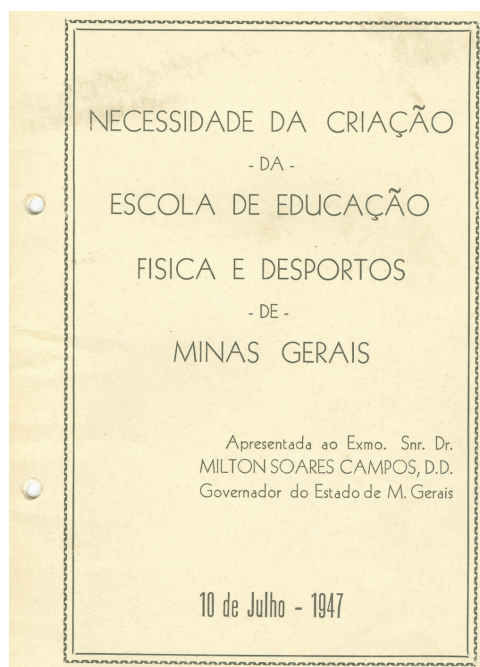 NECESSIDADE DA CRIAÇÃO
- DA -
ESCOLA DE EDUCAÇÃO
FISICA E DESPORTOS
- DE -
MINAS GERAIS
Apresentada ao Exmo. Snr. Dr.
MILTON SOARES CAMPOS, D.D.
Governador do Estado de M. Gerais
10 de Julho - 1947